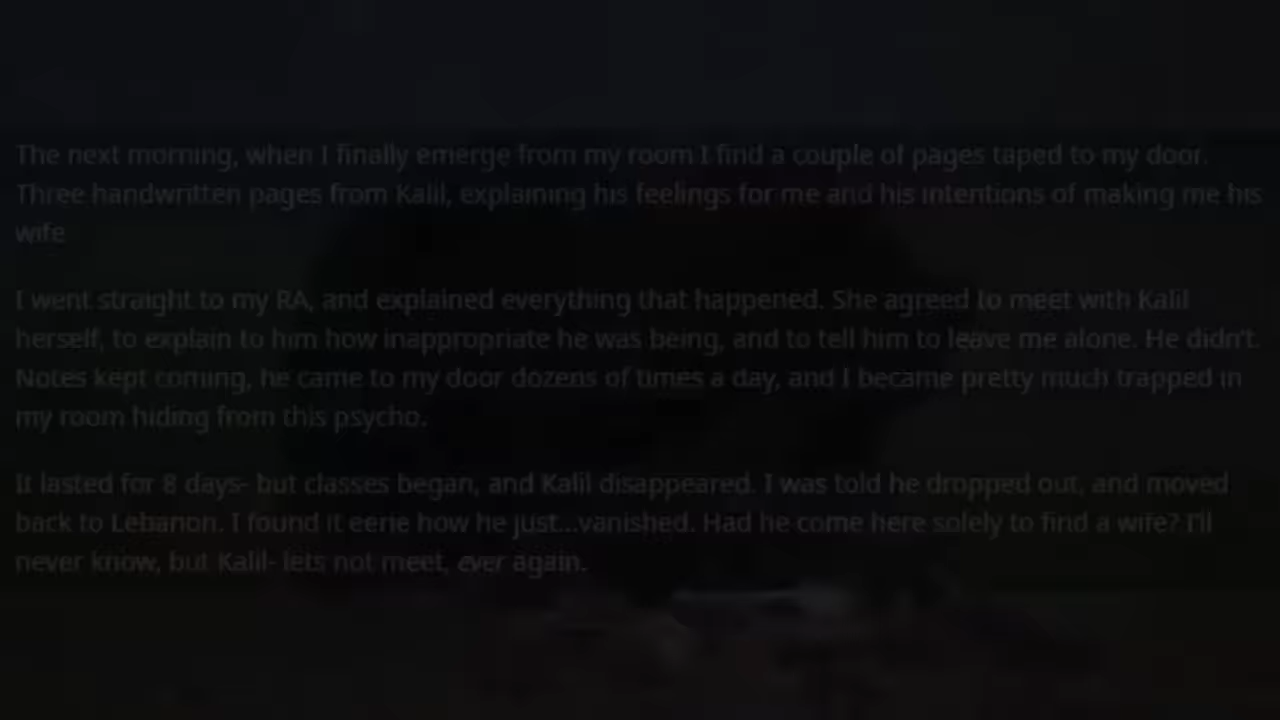 The next morning, when I finally emerge from my room I find a couple of pages taped to my door.
Three handwritten pages from Kalil, explaining his feelings for me and his intentions of making me his
wife
I went straight to my RA, and explained everything that happened. She agreed to meet with Kalil
herself, to explain to him how inappropriate he was being, and to tell him to leave me alone. He didn't.
Notes kept coming, he came to my door dozens of times a day, and I became pretty much trapped in
my room hiding from this psycho.
It lasted for 8 days- but classes began, and Kalil disappeared. I was told he dropped out, and moved
back to Lebanon. I found it eerie how he just...vanished. Had he come here solely to find a wife? I'll
never know, but Kalil- lets not meet, ever again.